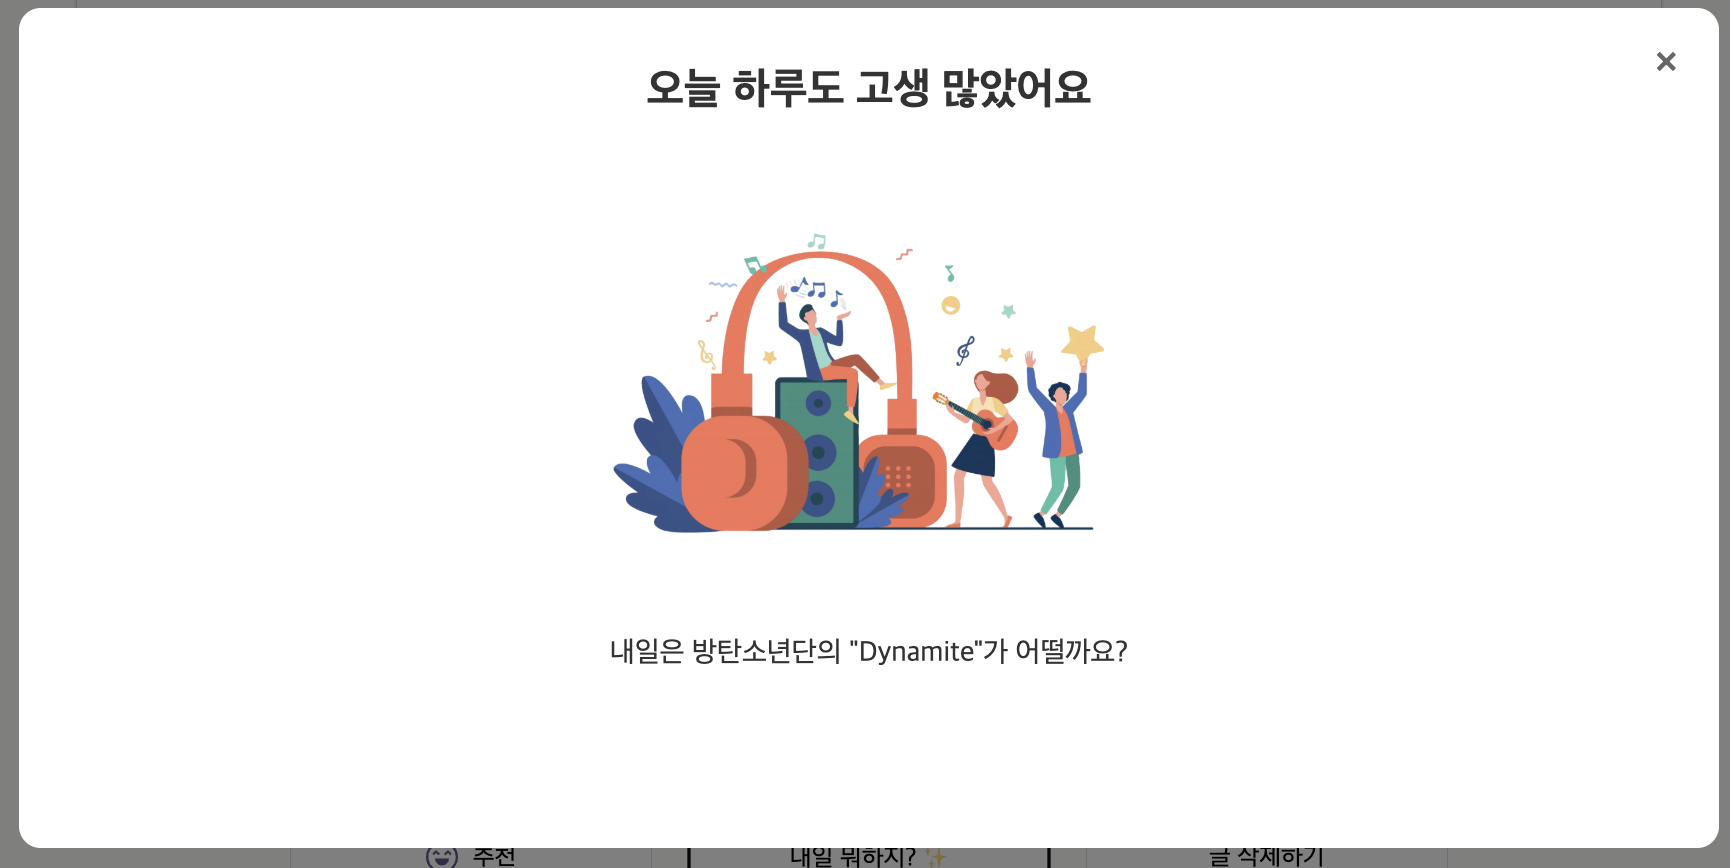 오늘 하루도 고생 많았어요
내일은 방탄소년단의 "Dynamite"가 어떨까요?
추천
내일 뭐하지? ✨
글 삭제하기